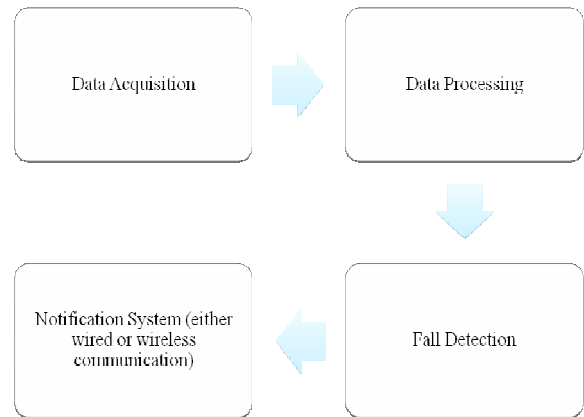 Data Acquisition
Data Processing
Notification System (either
wired or wireless
communication)
Fall Detection